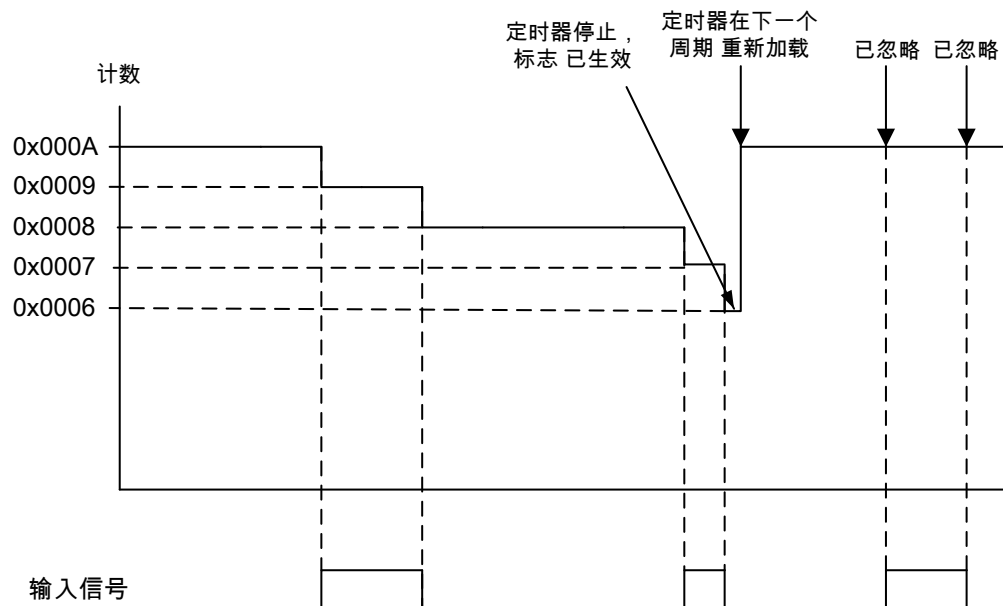 定时器停止，
标志 已生效
定时器在下一个
周期 重新加载
已忽略 已忽略
计数
0x000A
0x0009
0x0008
0x0007
0x0006
输入信号